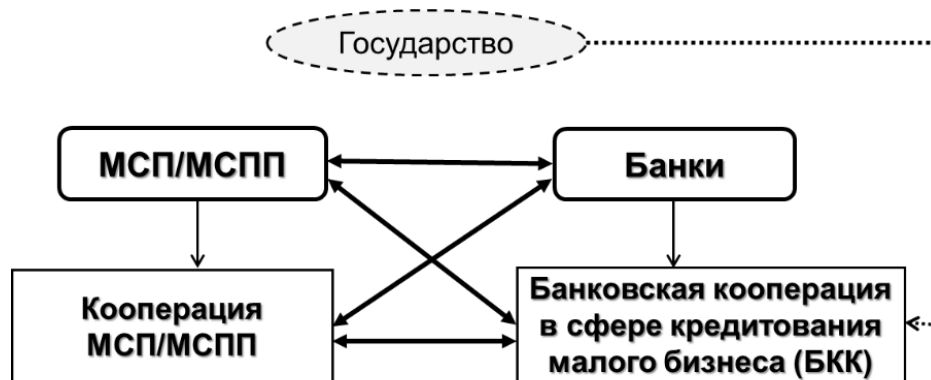 Государство
МСП/МСПП
Банки
Кооперация
МСП/МСПП
Банковская кооперация
в сфере кредитования
малого бизнеса (БКК)